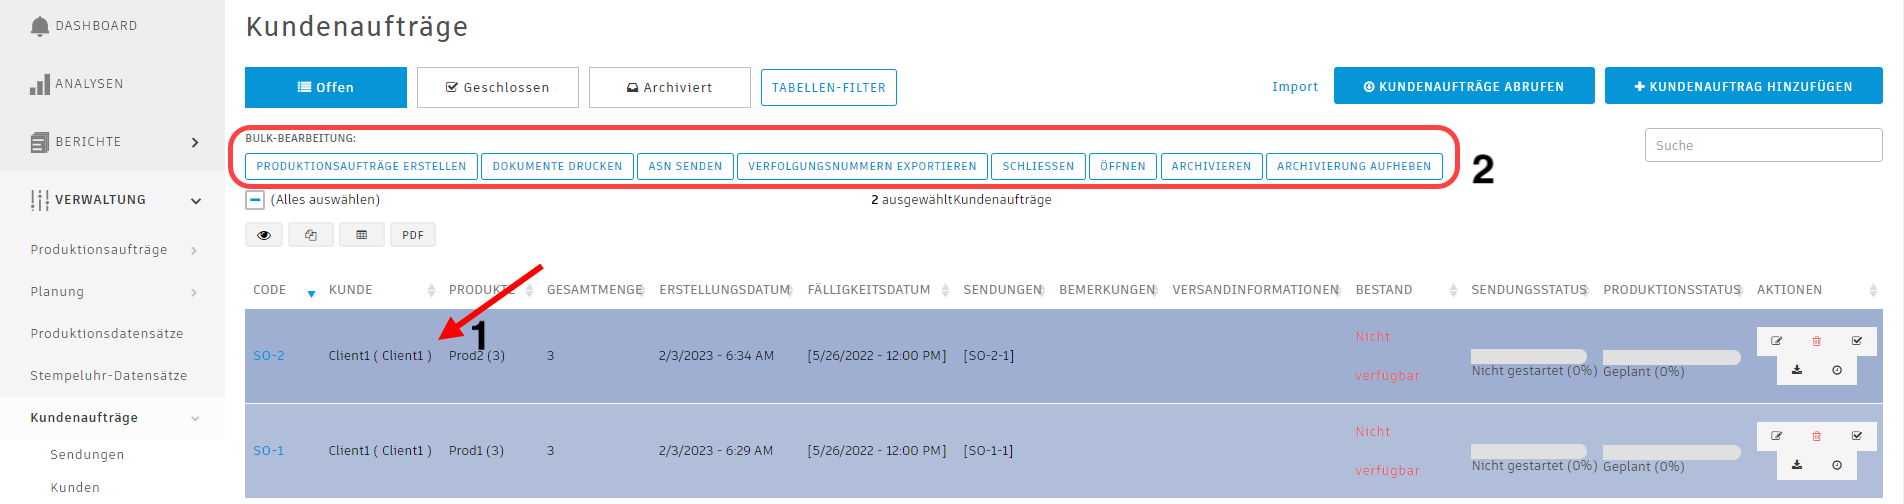 DASHBOARD
ANALYSEN
BERICHTE
VERWALTUNG
Produktionsaufträge
Planung
Produktionsdatensätze
Stempeluhr-Datensätze
Kundenaufträge
Sendungen
Kunden
Kundenaufträge
Offen Geschlossen Archiviert TABELLEN-FILTER Import KUNDENAUFTRÄGE ABRUFEN KUNDENAUFTRAG HINZUFÜGEN
BULK-BEARBEITUNG:
Suche
PRODUKTIONSAUFTRÄGE ERSTELLEN DOKUMENTE DRUCKEN ASN SENDEN VERFOLGUNGSNUMMERN EXPORTIEREN SCHLIESSEN ÖFFNEN ARCHIVIEREN ARCHIVIERUNG AUFHEBEN 2
(Alles auswählen) 2 ausgewähltKundenaufträge
PDF
CODE KUNDE PRODUKTE GESAMTMENGE ERSTELLUNGSDATUM FÄLLIGKEITSDATUM SENDUNGEN BEMERKUNGEN VERSANDINFORMATIONEN BESTAND SENDUNGSSTATUS PRODUKTIONSSTATUS AKTIONEN
1
SO-2 Client1 ( Client1 ) Prod2 (3) 3 2/3/2023 - 6:34 AM [5/26/2022 - 12:00 PM] [SO-2-1] Nicht verfügbar Nicht gestartet (0%) Geplant (0%)
SO-1 Client1 ( Client1 ) Prod1 (3) 3 2/3/2023 - 6:29 AM [5/26/2022 - 12:00 PM] [SO-1-1] Nicht verfügbar Nicht gestartet (0%) Geplant (0%)